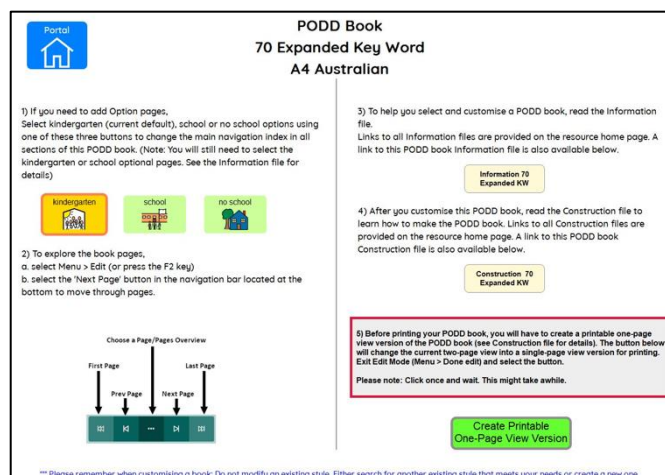 Portal
PODD Book
70 Expanded Key Word
A4 Australian
1) If you need to add Option pages,
Select kindergarten (current default), school or no school options using
one of these three buttons to change the main navigation index in all
sections of this PODD book. (Note: You will still need to select the
kindergarten or school optional pages. See the Information file for
details)
kindergarten
school
no school
2) To explore the book pages,
a. select Menu > Edit (or press the F2 key)
b. select the 'Next Page' button in the navigation bar located at the
bottom to move through pages.
Choose a Page/Pages Overview
First Page
Last Page
Prev Page
Next Page
3) To help you select and customise a PODD book, read the Information
file.
Links to all Information files are provided on the resource home page. A
link to this PODD book Information file is also available below.
Information 70
Expanded KW
4) After you customise this PODD book, read the Construction file to
learn how to make the PODD book. Links to all Construction files are
provided on the resource home page. A link to this PODD book
Construction file is also available below.
Construction 70
Expanded KW
5) Before printing your PODD book, you will have to create a printable one-page
view version of the PODD book (see Construction file for details). The button below
will change the current two-page view into a single-page view version for printing.
Exit Edit Mode (Menu > Done edit) and select the button.
Please note: Click once and wait. This might take awhile.
Create Printable
One-Page View Version
*** Please remember when customising a book: Do not modify an existing style. Either search for another existing style that meets your needs or create a new one